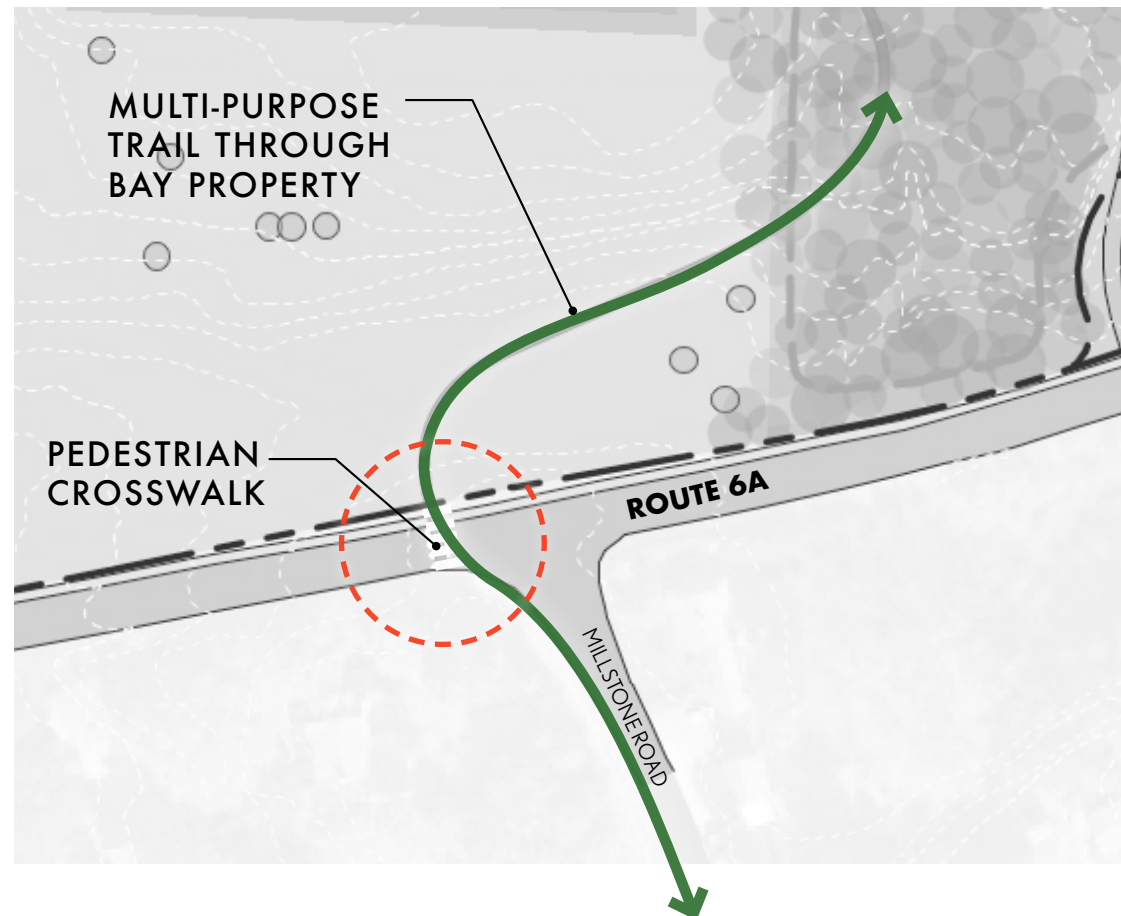 MULTI-PURPOSE
TRAIL THROUGH
BAY PROPERTY
PEDESTRIAN
CROSSWALK
ROUTE 6A
MILLSTONE ROAD